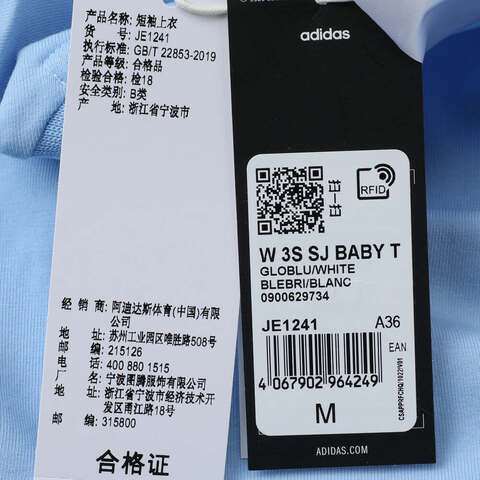 产品名称: 短袖上衣
货 号: JE1241
执行标准: GB/T 22853-2019
产品等级: 合格品
检验合格: 检18
安全类别: B类
产 地: 浙江省宁波市
经 销 商: 阿迪达斯体育(中国)有限
公司
地 址: 苏州工业园区唯胜路508号
邮 编: 215126
电 话: 400 880 1515
厂 名: 宁波图腾服饰有限公司
地 址: 浙江省宁波市经济技术开
发区甬江路18号
邮 编: 315800
合格证
adidas
RFID
W 3S SJ BABY T
GLOBLU/WHITE
BLEBRI/BLANC
0900629734
JE1241 A36
EAN
4 067902 964249
M
ADIDAS.COM